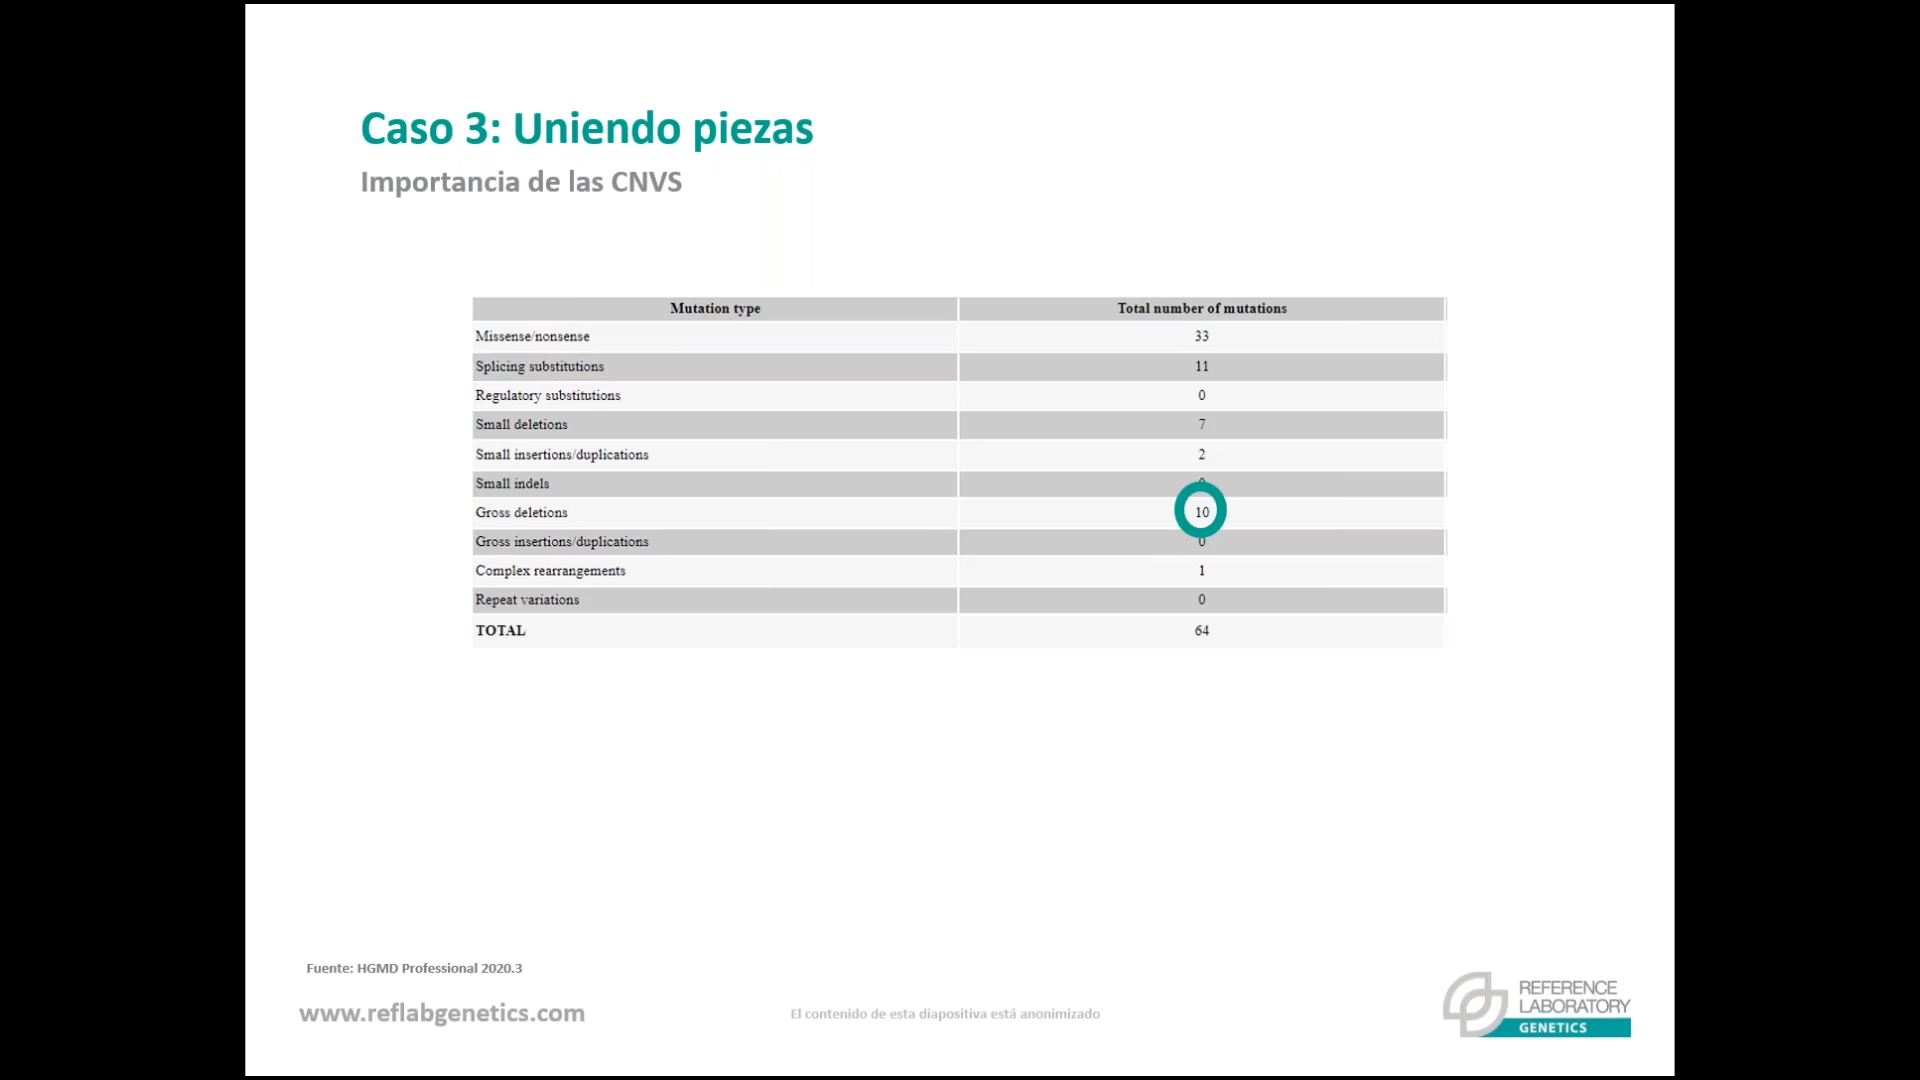 Caso 3: Uniendo piezas
Importancia de las CNVS
Mutation type Total number of mutations
Missense/nonsense 33
Splicing substitutions 11
Regulatory substitutions 0
Small deletions 7
Small insertions/duplications 2
Small indels
Gross deletions 10
Gross insertions/duplications 0
Complex rearrangements 1
Repeat variations 0
TOTAL 64
Fuente: HGMD Professional 2020.3
www.reflabgenetics.com
El contenido de esta diapositiva está anonimizado
REFERENCE
LABORATORY
GENETICS